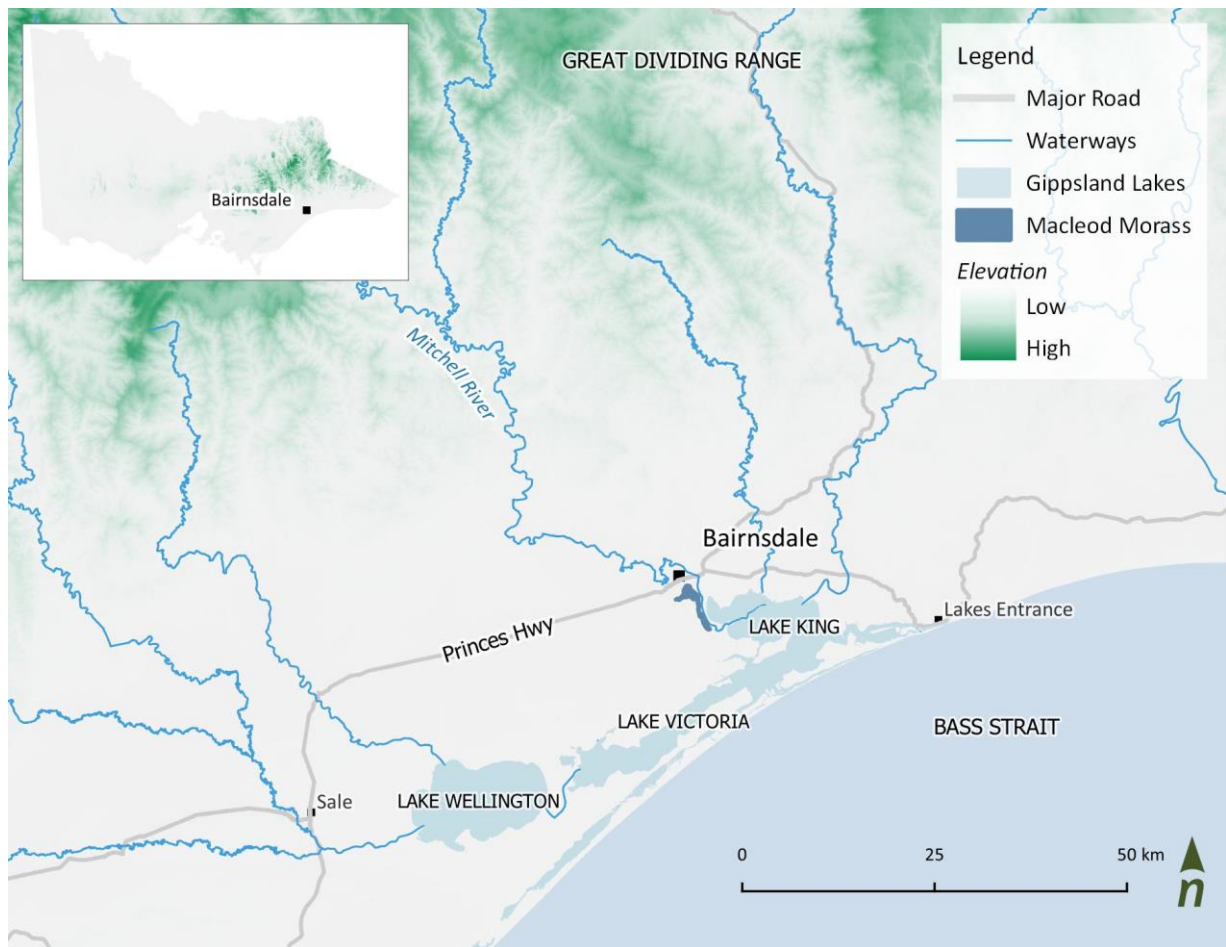 GREAT DIVIDING RANGE
Bairnsdale
Legend
Major Road
Waterways
Gippsland Lakes
Macleod Morass
Elevation
Low
High
Mitchell River
Bairnsdale
Lakes Entrance
LAKE KING
Princes Hwy
LAKE VICTORIA
BASS STRAIT
LAKE WELLINGTON
Sale
0 25 50 km
n